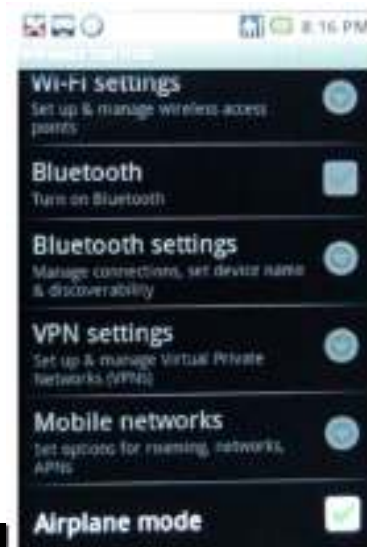 8:16 PM
Wi-Fi settings
Set up & manage wireless access
points
Bluetooth
Turn on Bluetooth
Bluetooth settings
Manage connections, set device name
& discoverability
VPN settings
Set up & manage Virtual Private
Networks (VPNs)
Mobile networks
Set options for roaming, networks,
APNs
Airplane mode